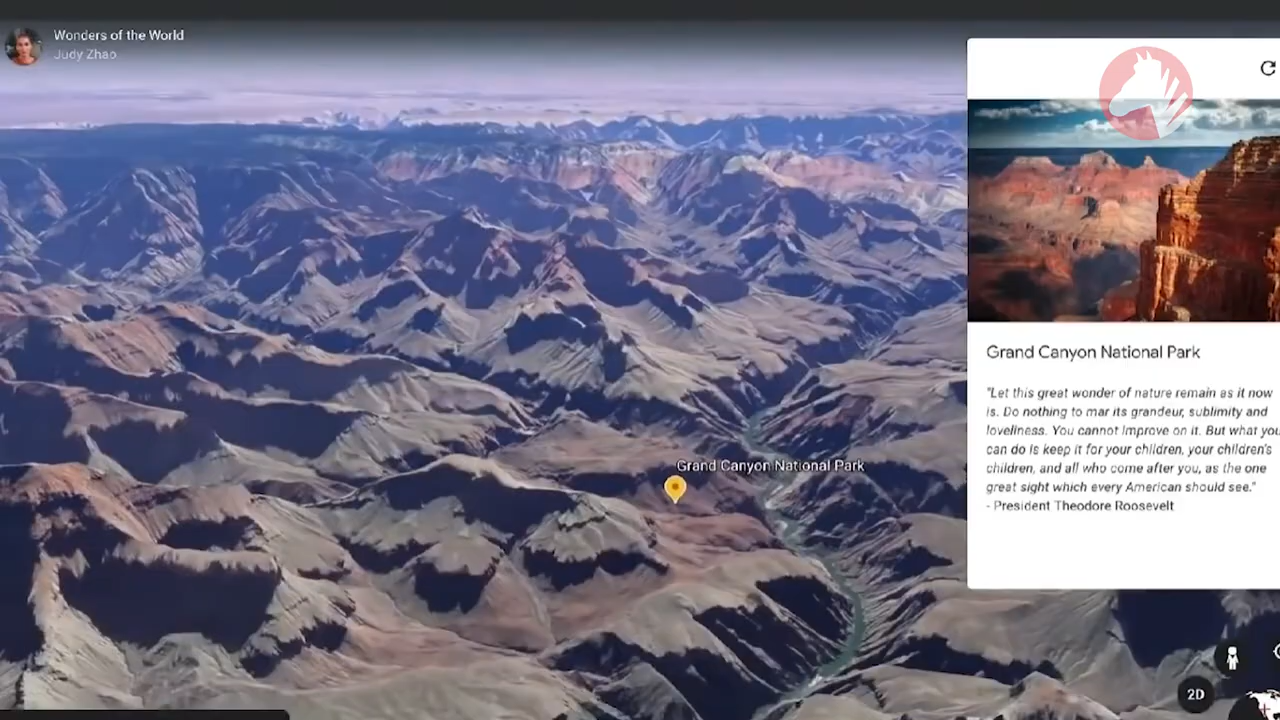 Wonders of the World
Judy Zhao
Grand Canyon National Park
Grand Canyon National Park
"Let this great wonder of nature remain as it now
is. Do nothing to mar its grandeur, sublimity and
loveliness. You cannot improve on it. But what you
can do is keep it for your children, your children's
children, and all who come after you, as the one
great sight which every American should see."
- President Theodore Roosevelt
2D